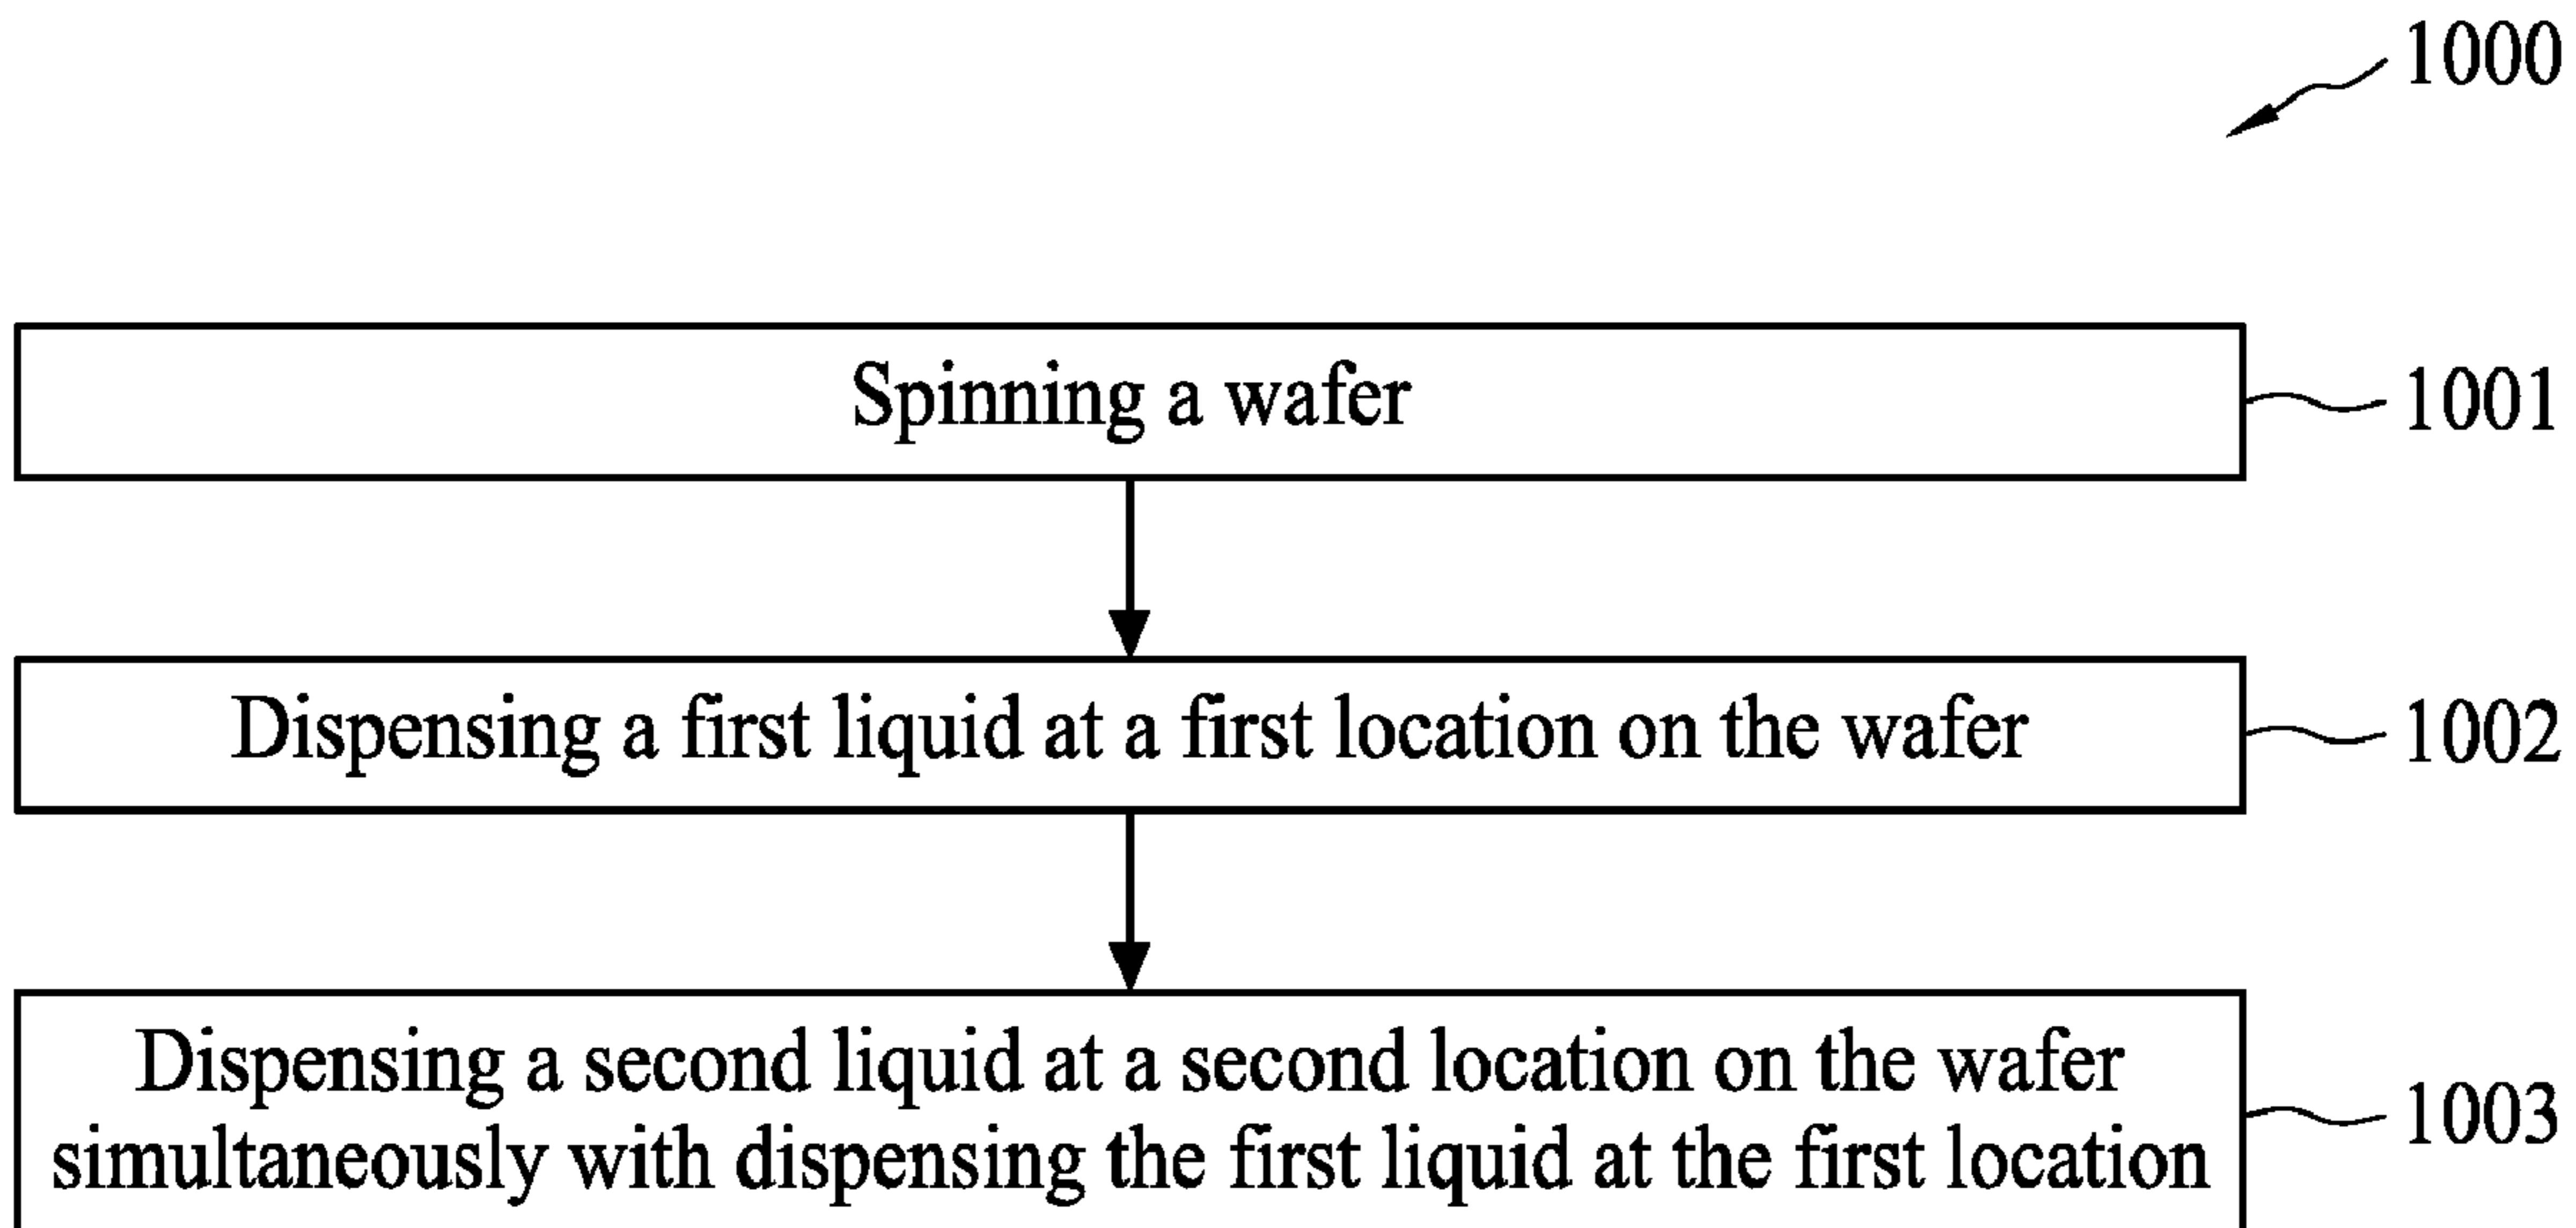 1000
Spinning a wafer
1001
Dispensing a first liquid at a first location on the wafer
1002
Dispensing a second liquid at a second location on the wafer
simultaneously with dispensing the first liquid at the first location
1003